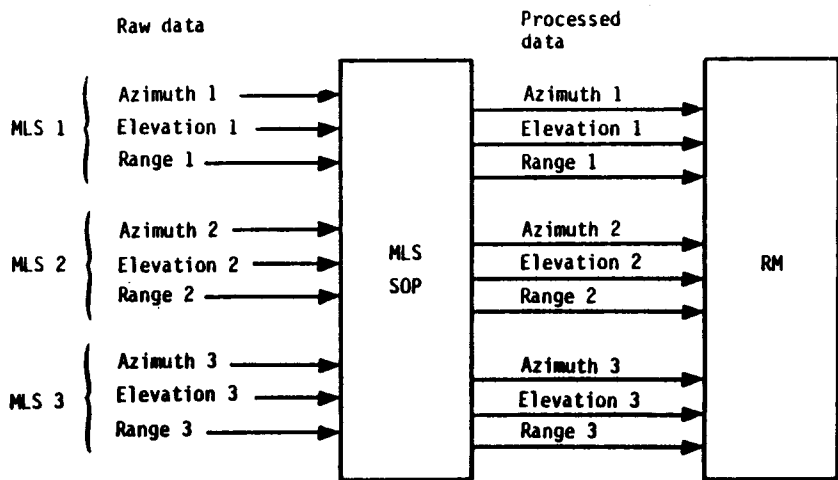 Raw data
Processed
data
MLS 1
Azimuth 1
Elevation 1
Range 1
Azimuth 1
Elevation 1
Range 1
MLS 2
Azimuth 2
Elevation 2
Range 2
MLS
SOP
Azimuth 2
Elevation 2
Range 2
RM
MLS 3
Azimuth 3
Elevation 3
Range 3
Azimuth 3
Elevation 3
Range 3